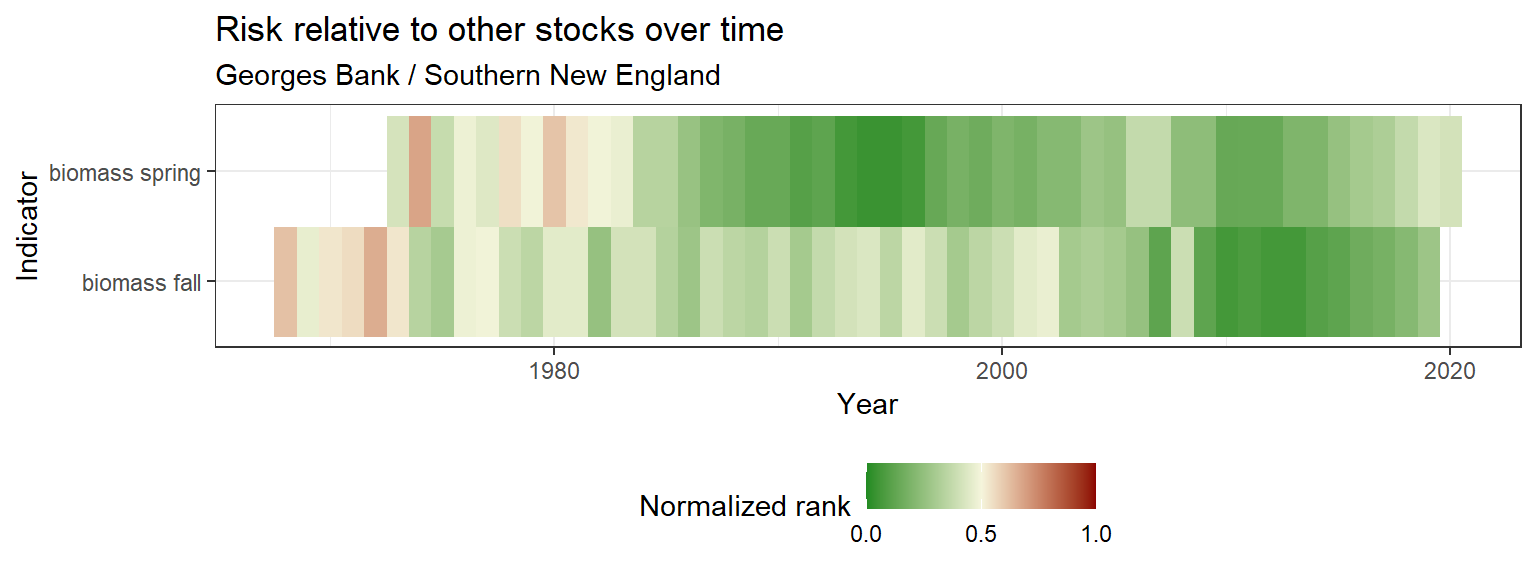 Risk relative to other stocks over time
Georges Bank / Southern New England
Indicator
biomass spring
biomass fall
1980
2000
2020
Year
Normalized rank
0.0
0.5
1.0